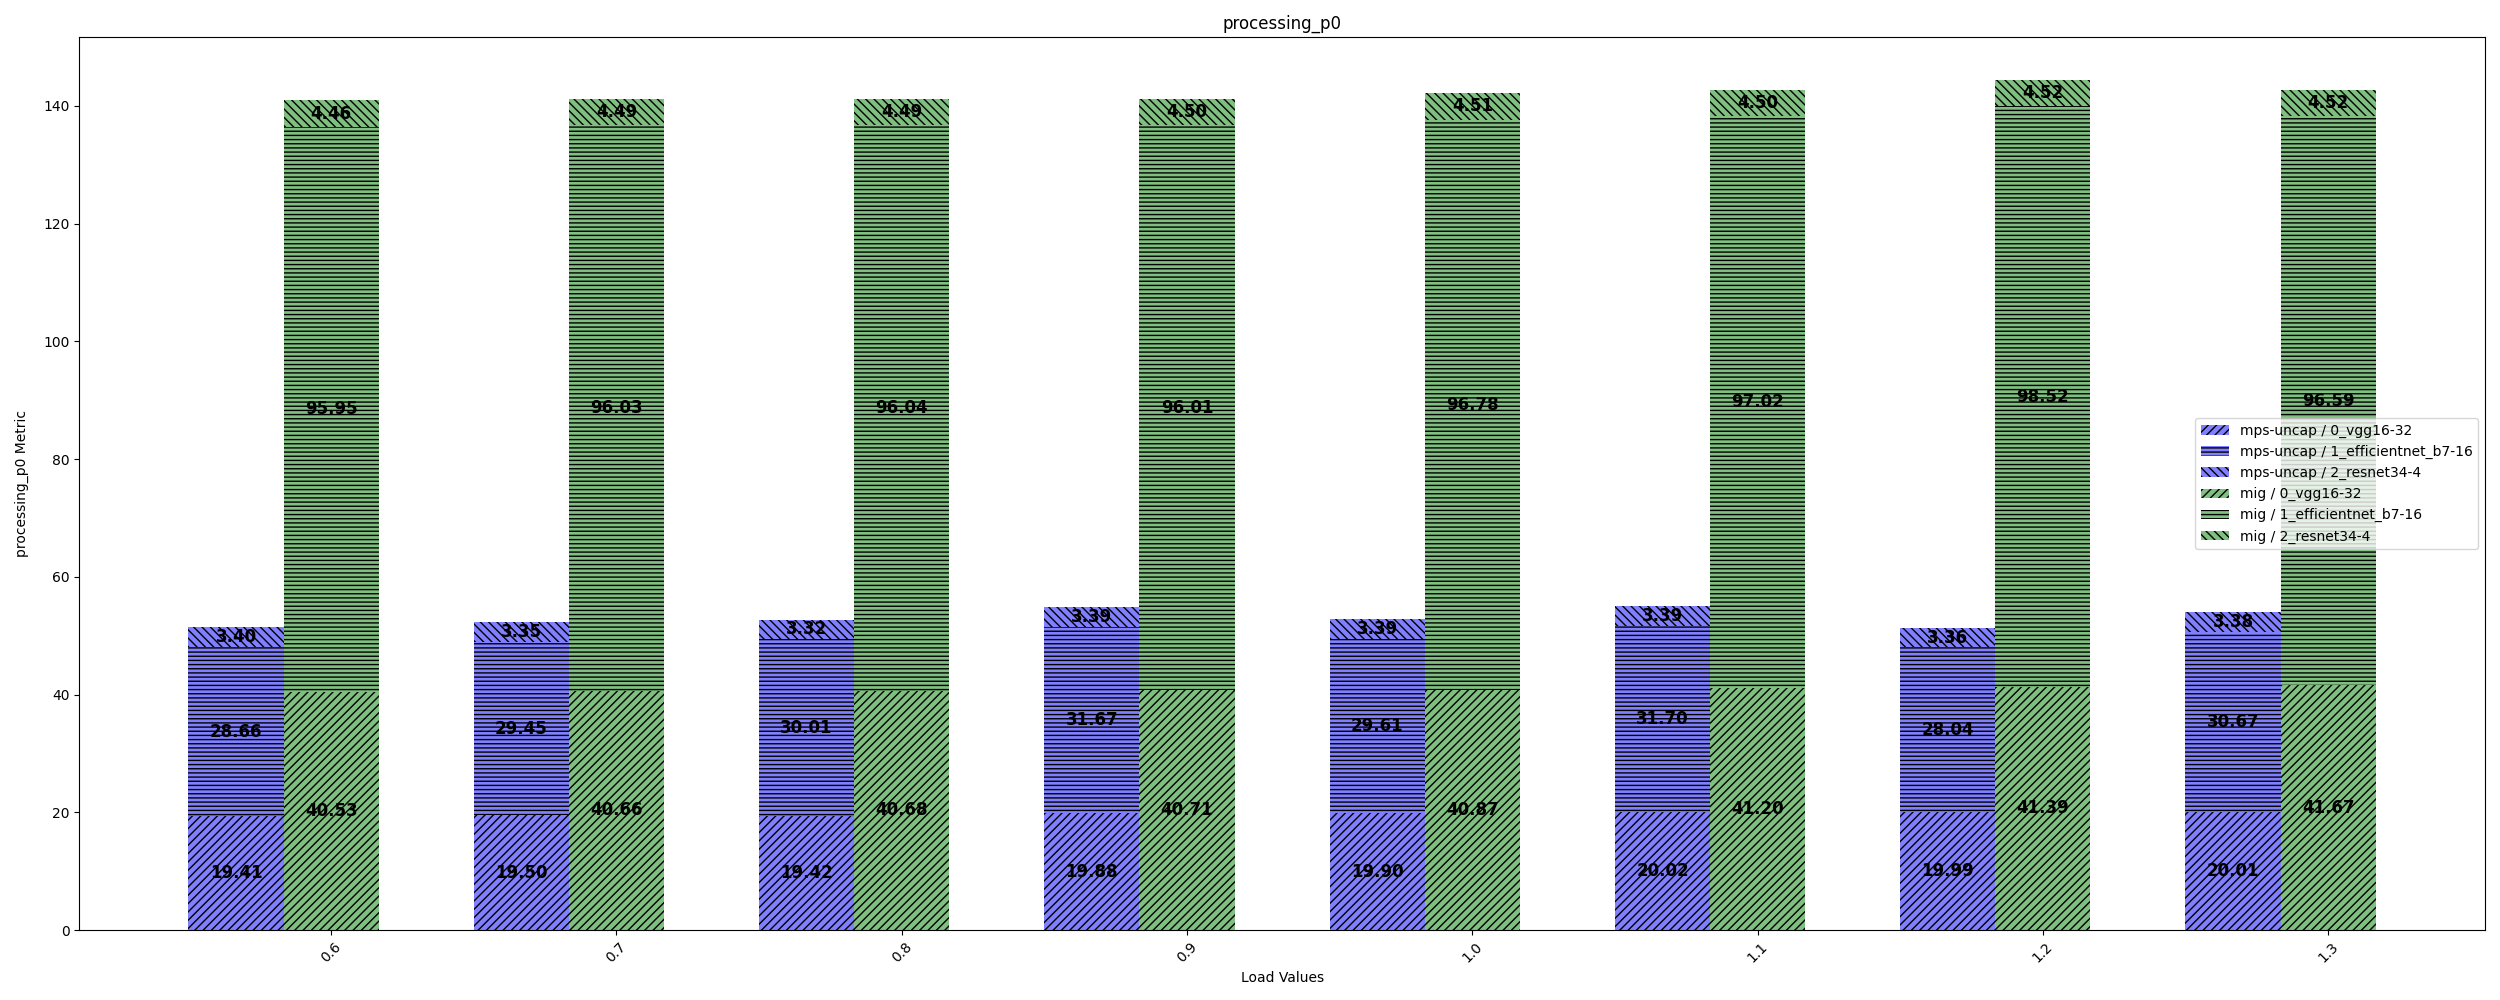 processing_p0
processing_p0 Metric
140
120
100
80
60
40
20
0
4.46 4.49 4.49 4.50 4.51 4.50 4.52 4.52
95.95 96.03 96.04 96.01 96.78 97.02 98.52 96.59
40.53 40.66 40.68 40.71 40.87 41.20 41.39 41.67
3.40 3.35 3.32 3.39 3.39 3.39 3.36 3.38
28.66 29.45 30.01 31.67 29.61 31.70 28.04 30.67
19.41 19.50 19.42 19.88 19.90 20.02 19.99 20.01
mps-uncap / 0_vgg16-32
mps-uncap / 1_efficientnet_b7-16
mps-uncap / 2_resnet34-4
mig / 0_vgg16-32
mig / 1_efficientnet_b7-16
mig / 2_resnet34-4
0.6 0.7 0.8 0.9 1.0 1.1 1.2 1.3
Load Values